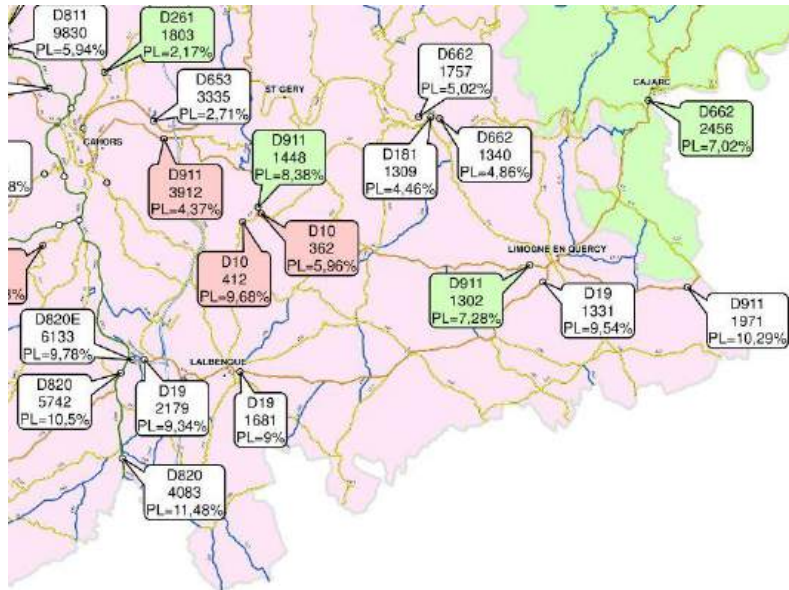 D811
9830
PL=5,94%
D261
1803
PL=2,17%
D653
3335
PL=2,71%
ST GERY
D662
1757
PL=5,02%
CAJARC
D662
2456
PL=7,02%
CAHORS
D911
3912
PL=4,37%
D911
1448
PL=8,38%
D181
1309
PL=4,46%
D662
1340
PL=4,86%
8%
D10
412
PL=9,68%
D10
362
PL=5,96%
LIMOGNE EN QUERCY
D911
1302
PL=7,28%
D19
1331
PL=9,54%
D911
1971
PL=10,29%
D820E
6133
PL=9,78%
LALBENQUE
D820
5742
PL=10,5%
D19
2179
PL=9,34%
D19
1681
PL=9%
D820
4083
PL=11,48%